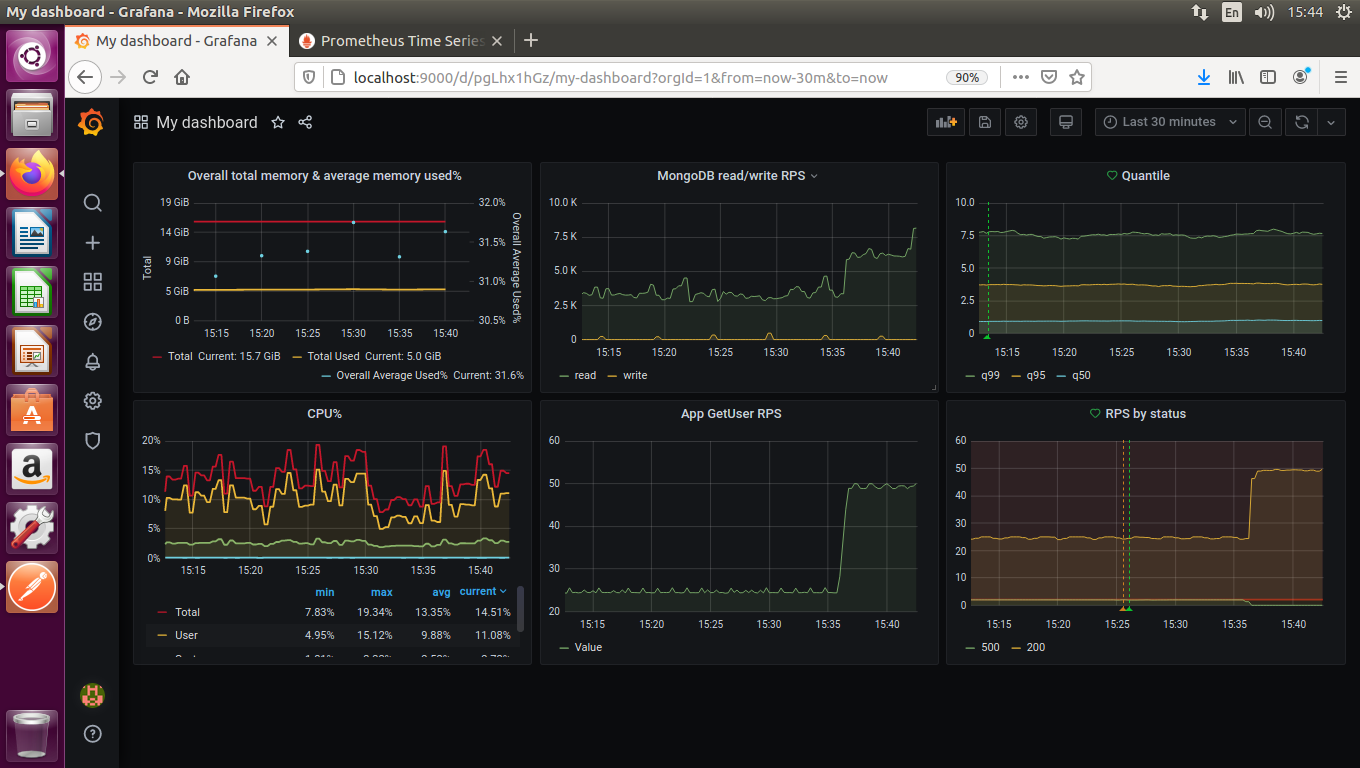 My dashboard - Grafana - Mozilla Firefox
En
15:44
My dashboard - Grafana
Prometheus Time Series
localhost:9000/d/pgLhx1hGz/my-dashboard?orgId=1&from=now-30m&to=now
90%
My dashboard
Last 30 minutes
Overall total memory & average memory used%
19 GiB
14 GiB
9 GiB
5 GiB
0 B
Total
32.0%
31.5%
31.0%
30.5%
Overall Average Used%
15:15 15:20 15:25 15:30 15:35 15:40
Total Current: 15.7 GiB Total Used Current: 5.0 GiB
Overall Average Used% Current: 31.6%
MongoDB read/write RPS
10.0 K
7.5 K
5.0 K
2.5 K
0
15:15 15:20 15:25 15:30 15:35 15:40
read write
Quantile
10.0
7.5
5.0
2.5
0
15:15 15:20 15:25 15:30 15:35 15:40
q99 q95 q50
CPU%
20%
15%
10%
5%
0%
15:15 15:20 15:25 15:30 15:35 15:40
min max avg current
Total 7.83% 19.34% 13.35% 14.51%
User 4.95% 15.12% 9.88% 11.08%
App GetUser RPS
60
50
40
30
20
15:15 15:20 15:25 15:30 15:35 15:40
Value
RPS by status
60
50
40
30
20
10
0
15:15 15:20 15:25 15:30 15:35 15:40
500 200